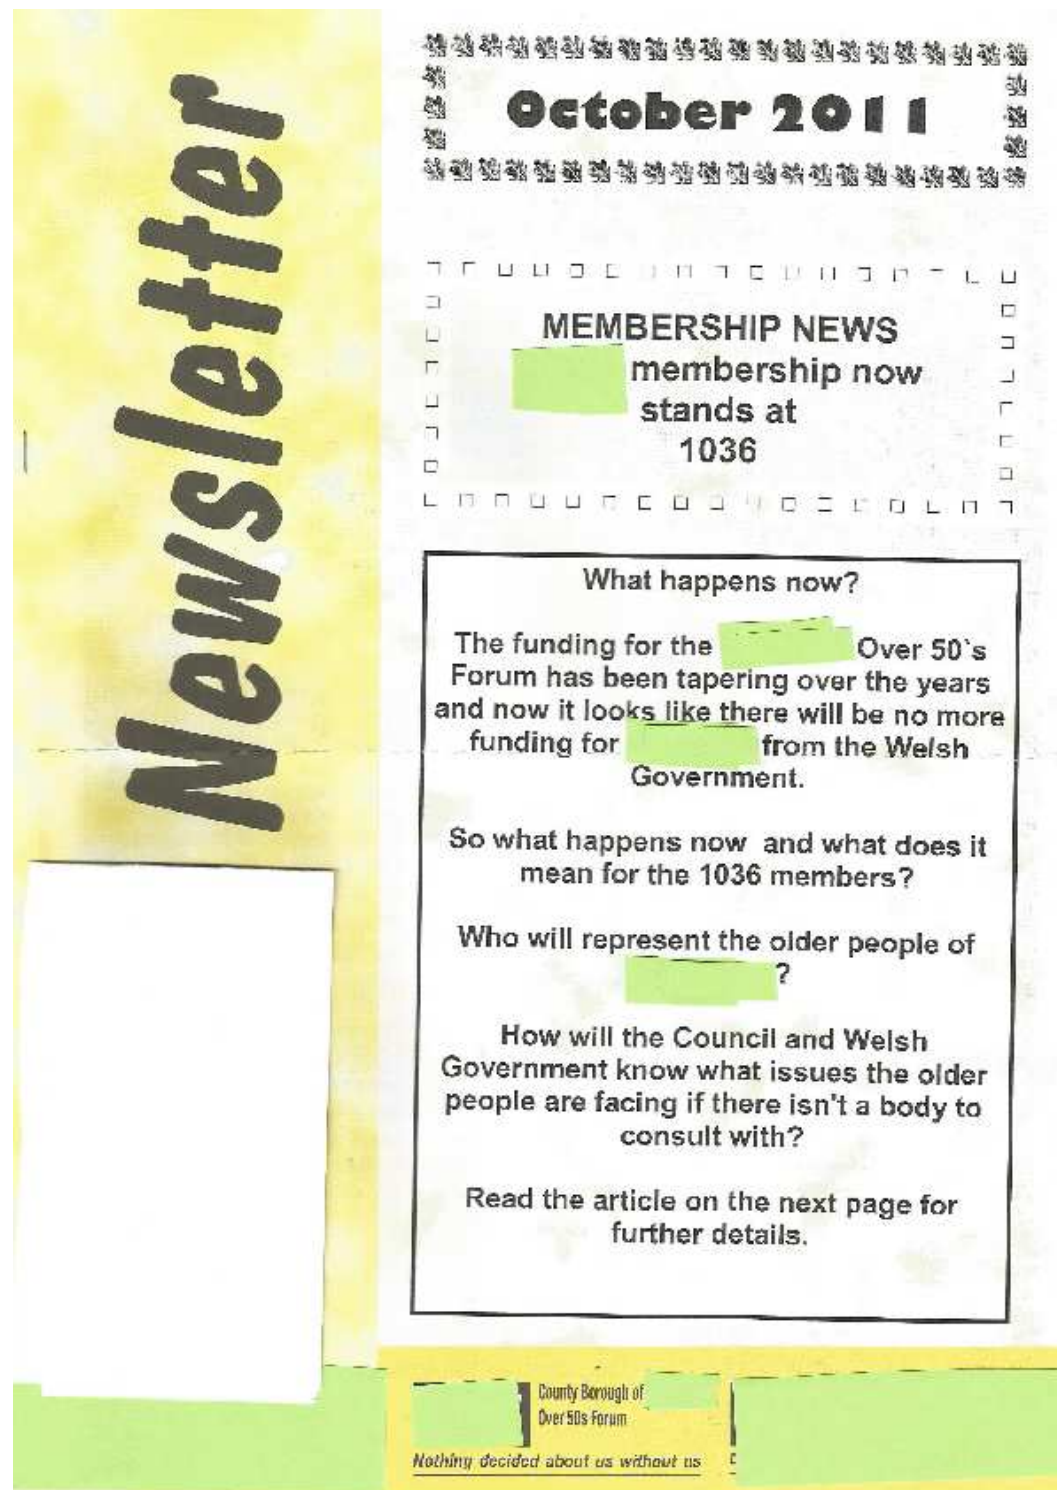 Newsletter
October 2011
MEMBERSHIP NEWS
membership now
stands at
1036
What happens now?
The funding for the Over 50`s
Forum has been tapering over the years
and now it looks like there will be no more
funding for from the Welsh
Government.
So what happens now and what does it
mean for the 1036 members?
Who will represent the older people of
?
How will the Council and Welsh
Government know what issues the older
people are facing if there isn't a body to
consult with?
Read the article on the next page for
further details.
County Borough of
Over 50s Forum
Nothing decided about us without us